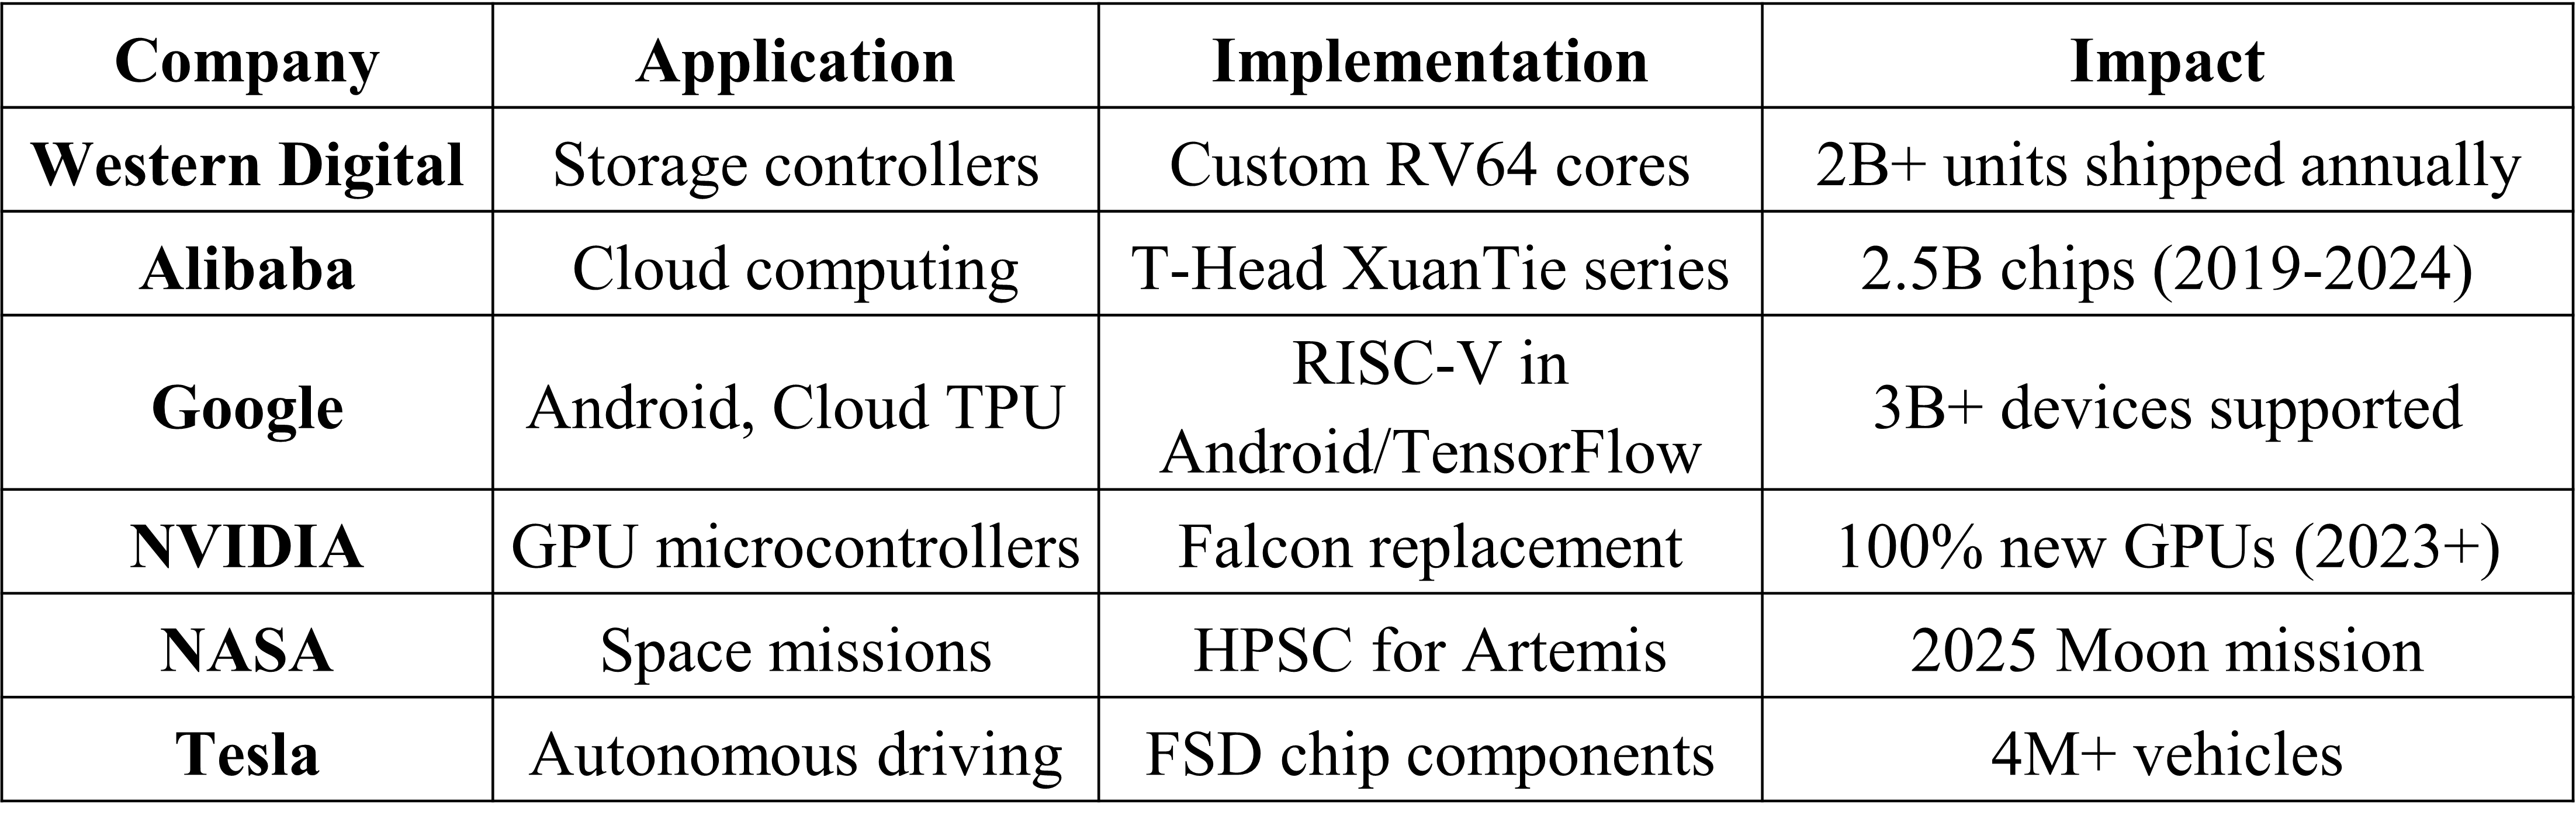 Company Application Implementation Impact
Western Digital Storage controllers Custom RV64 cores 2B+ units shipped annually
Alibaba Cloud computing T-Head XuanTie series 2.5B chips (2019-2024)
Google Android, Cloud TPU RISC-V in
Android/TensorFlow 3B+ devices supported
NVIDIA GPU microcontrollers Falcon replacement 100% new GPUs (2023+)
NASA Space missions HPSC for Artemis 2025 Moon mission
Tesla Autonomous driving FSD chip components 4M+ vehicles